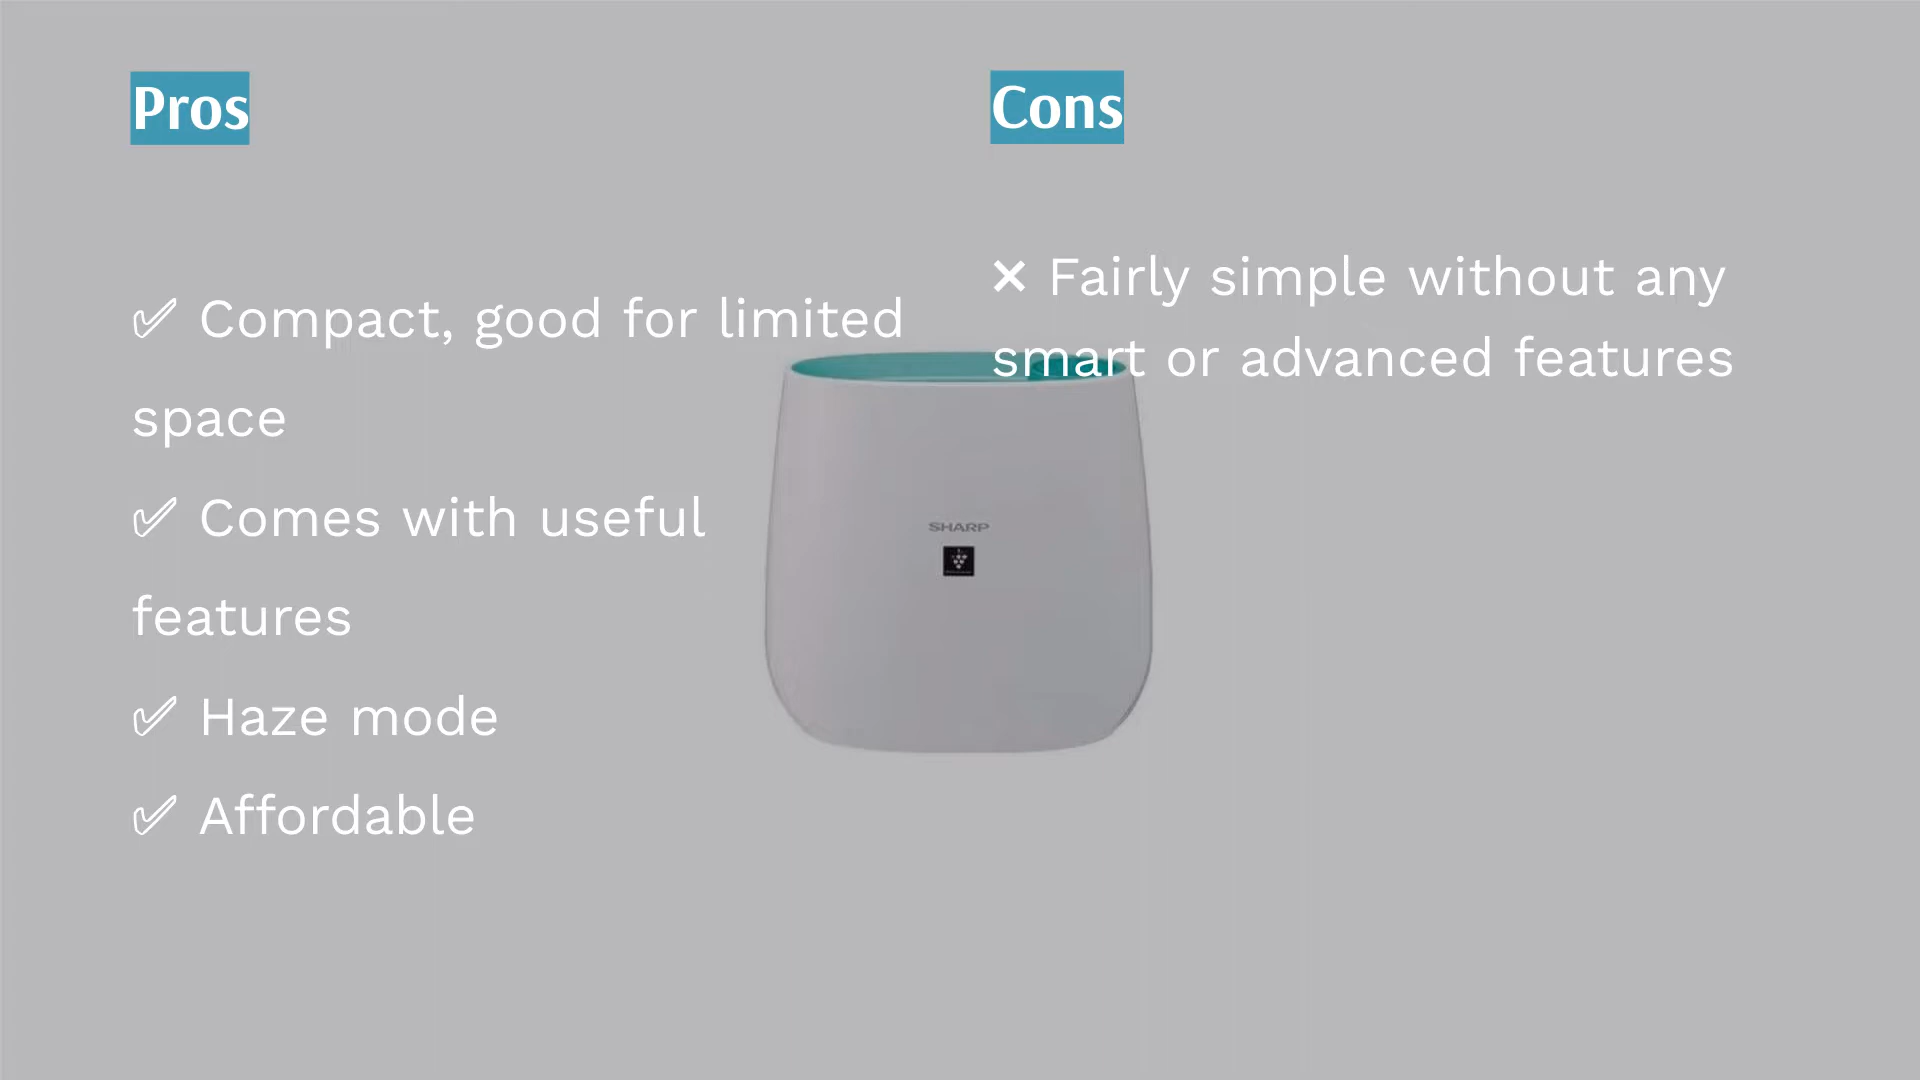 Pros
✅ Compact, good for limited
space
✅ Comes with useful
features
✅ Haze mode
✅ Affordable
Cons
❌ Fairly simple without any
smart or advanced features
SHARP